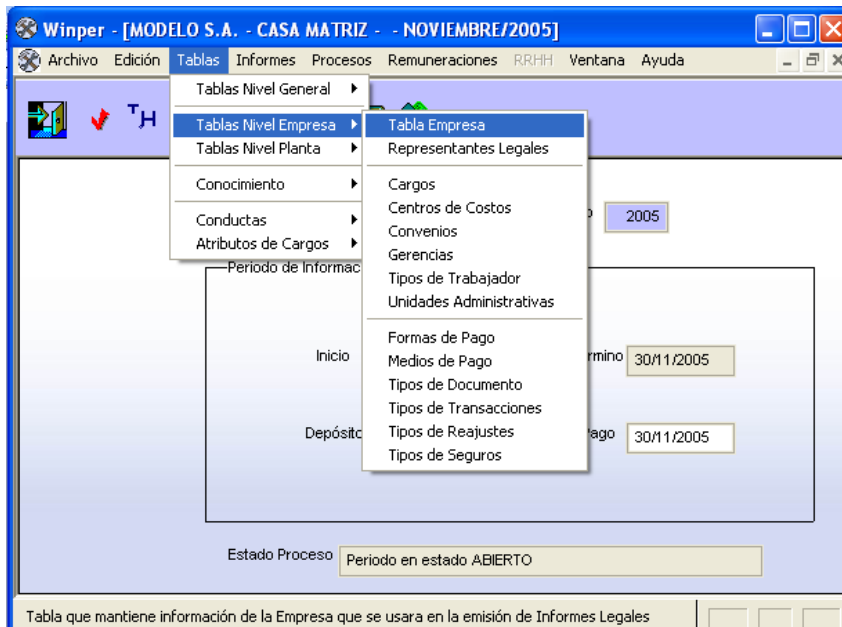 Winper - [MODELO S.A. - CASA MATRIZ - - NOVIEMBRE/2005]
Archivo Edición Tablas Informes Procesos Remuneraciones RRHH Ventana Ayuda
Tablas Nivel General
Tablas Nivel Empresa
Tablas Nivel Planta
Conocimiento
Conductas
Atributos de Cargos
Tabla Empresa
Representantes Legales
Cargos
Centros de Costos
Convenios
Gerencias
Tipos de Trabajador
Unidades Administrativas
Formas de Pago
Medios de Pago
Tipos de Documento
Tipos de Transacciones
Tipos de Reajustes
Tipos de Seguros
TH
2005
Periodo de Informac
Inicio
rmino 30/11/2005
Depósito
Pago 30/11/2005
Estado Proceso Periodo en estado ABIERTO
Tabla que mantiene información de la Empresa que se usara en la emisión de Informes Legales